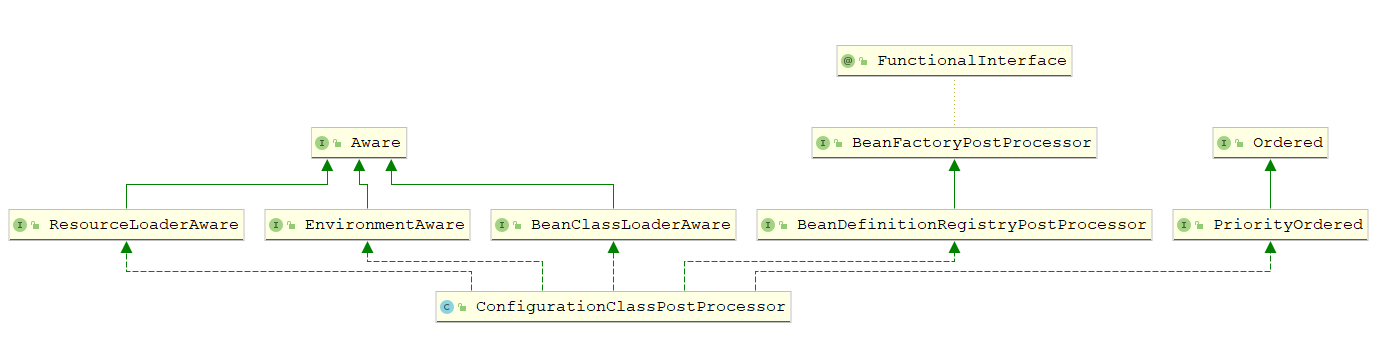 @ FunctionalInterface
I Aware
I BeanFactoryPostProcessor
I Ordered
I ResourceLoaderAware
I EnvironmentAware
I BeanClassLoaderAware
I BeanDefinitionRegistryPostProcessor
I PriorityOrdered
C ConfigurationClassPostProcessor